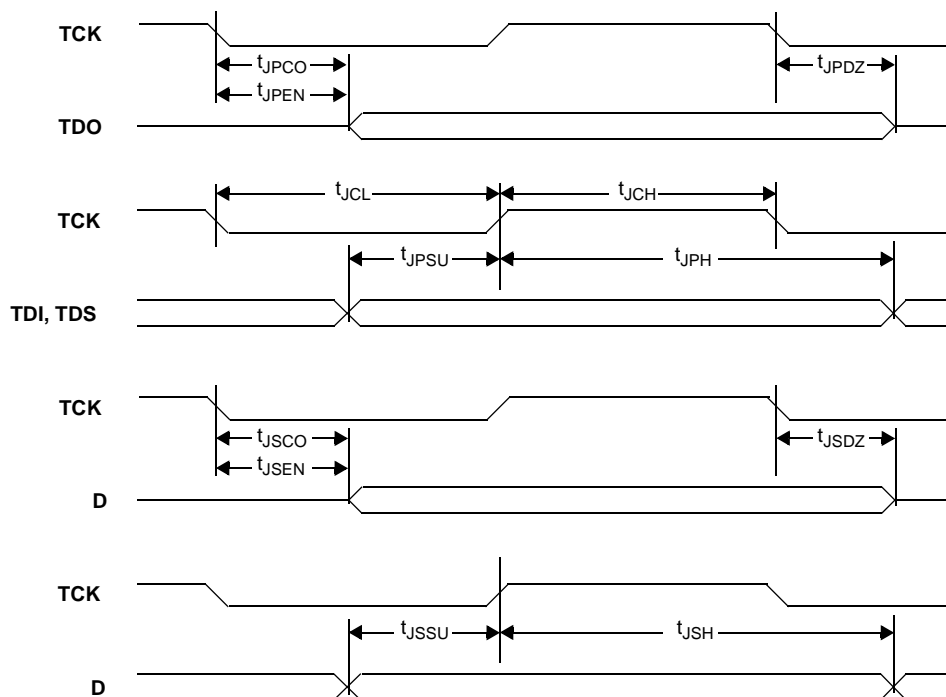 TCK
tJPCO
tJPDZ
tJPEN
TDO
tJCL
tJCH
TCK
tJPSU
tJPH
TDI, TDS
TCK
tJSCO
tJSDZ
tJSEN
D
TCK
tJSSU
tJSH
D